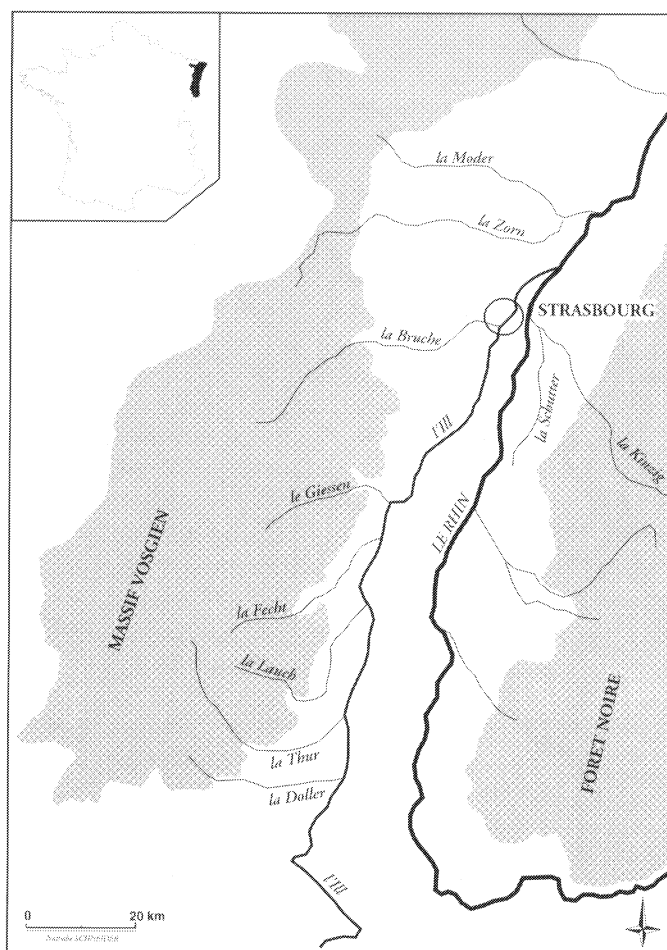 la Moder
la Zorn
STRASBOURG
la Bruche
la Schutter
l'Ill
la Kinzig
le Giessen
LE RHIN
MASSIF VOSGIEN
la Fecht
la Lauch
FORET NOIRE
la Thur
la Doller
l'Ill
0 20 km